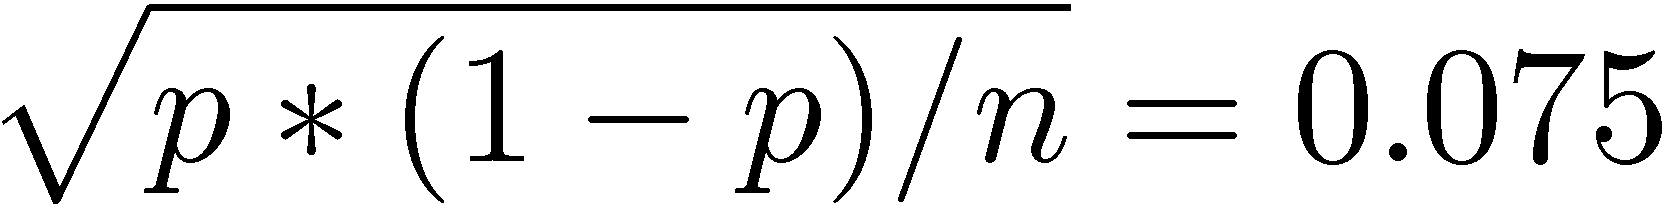 √p * (1 − p)/n = 0.075